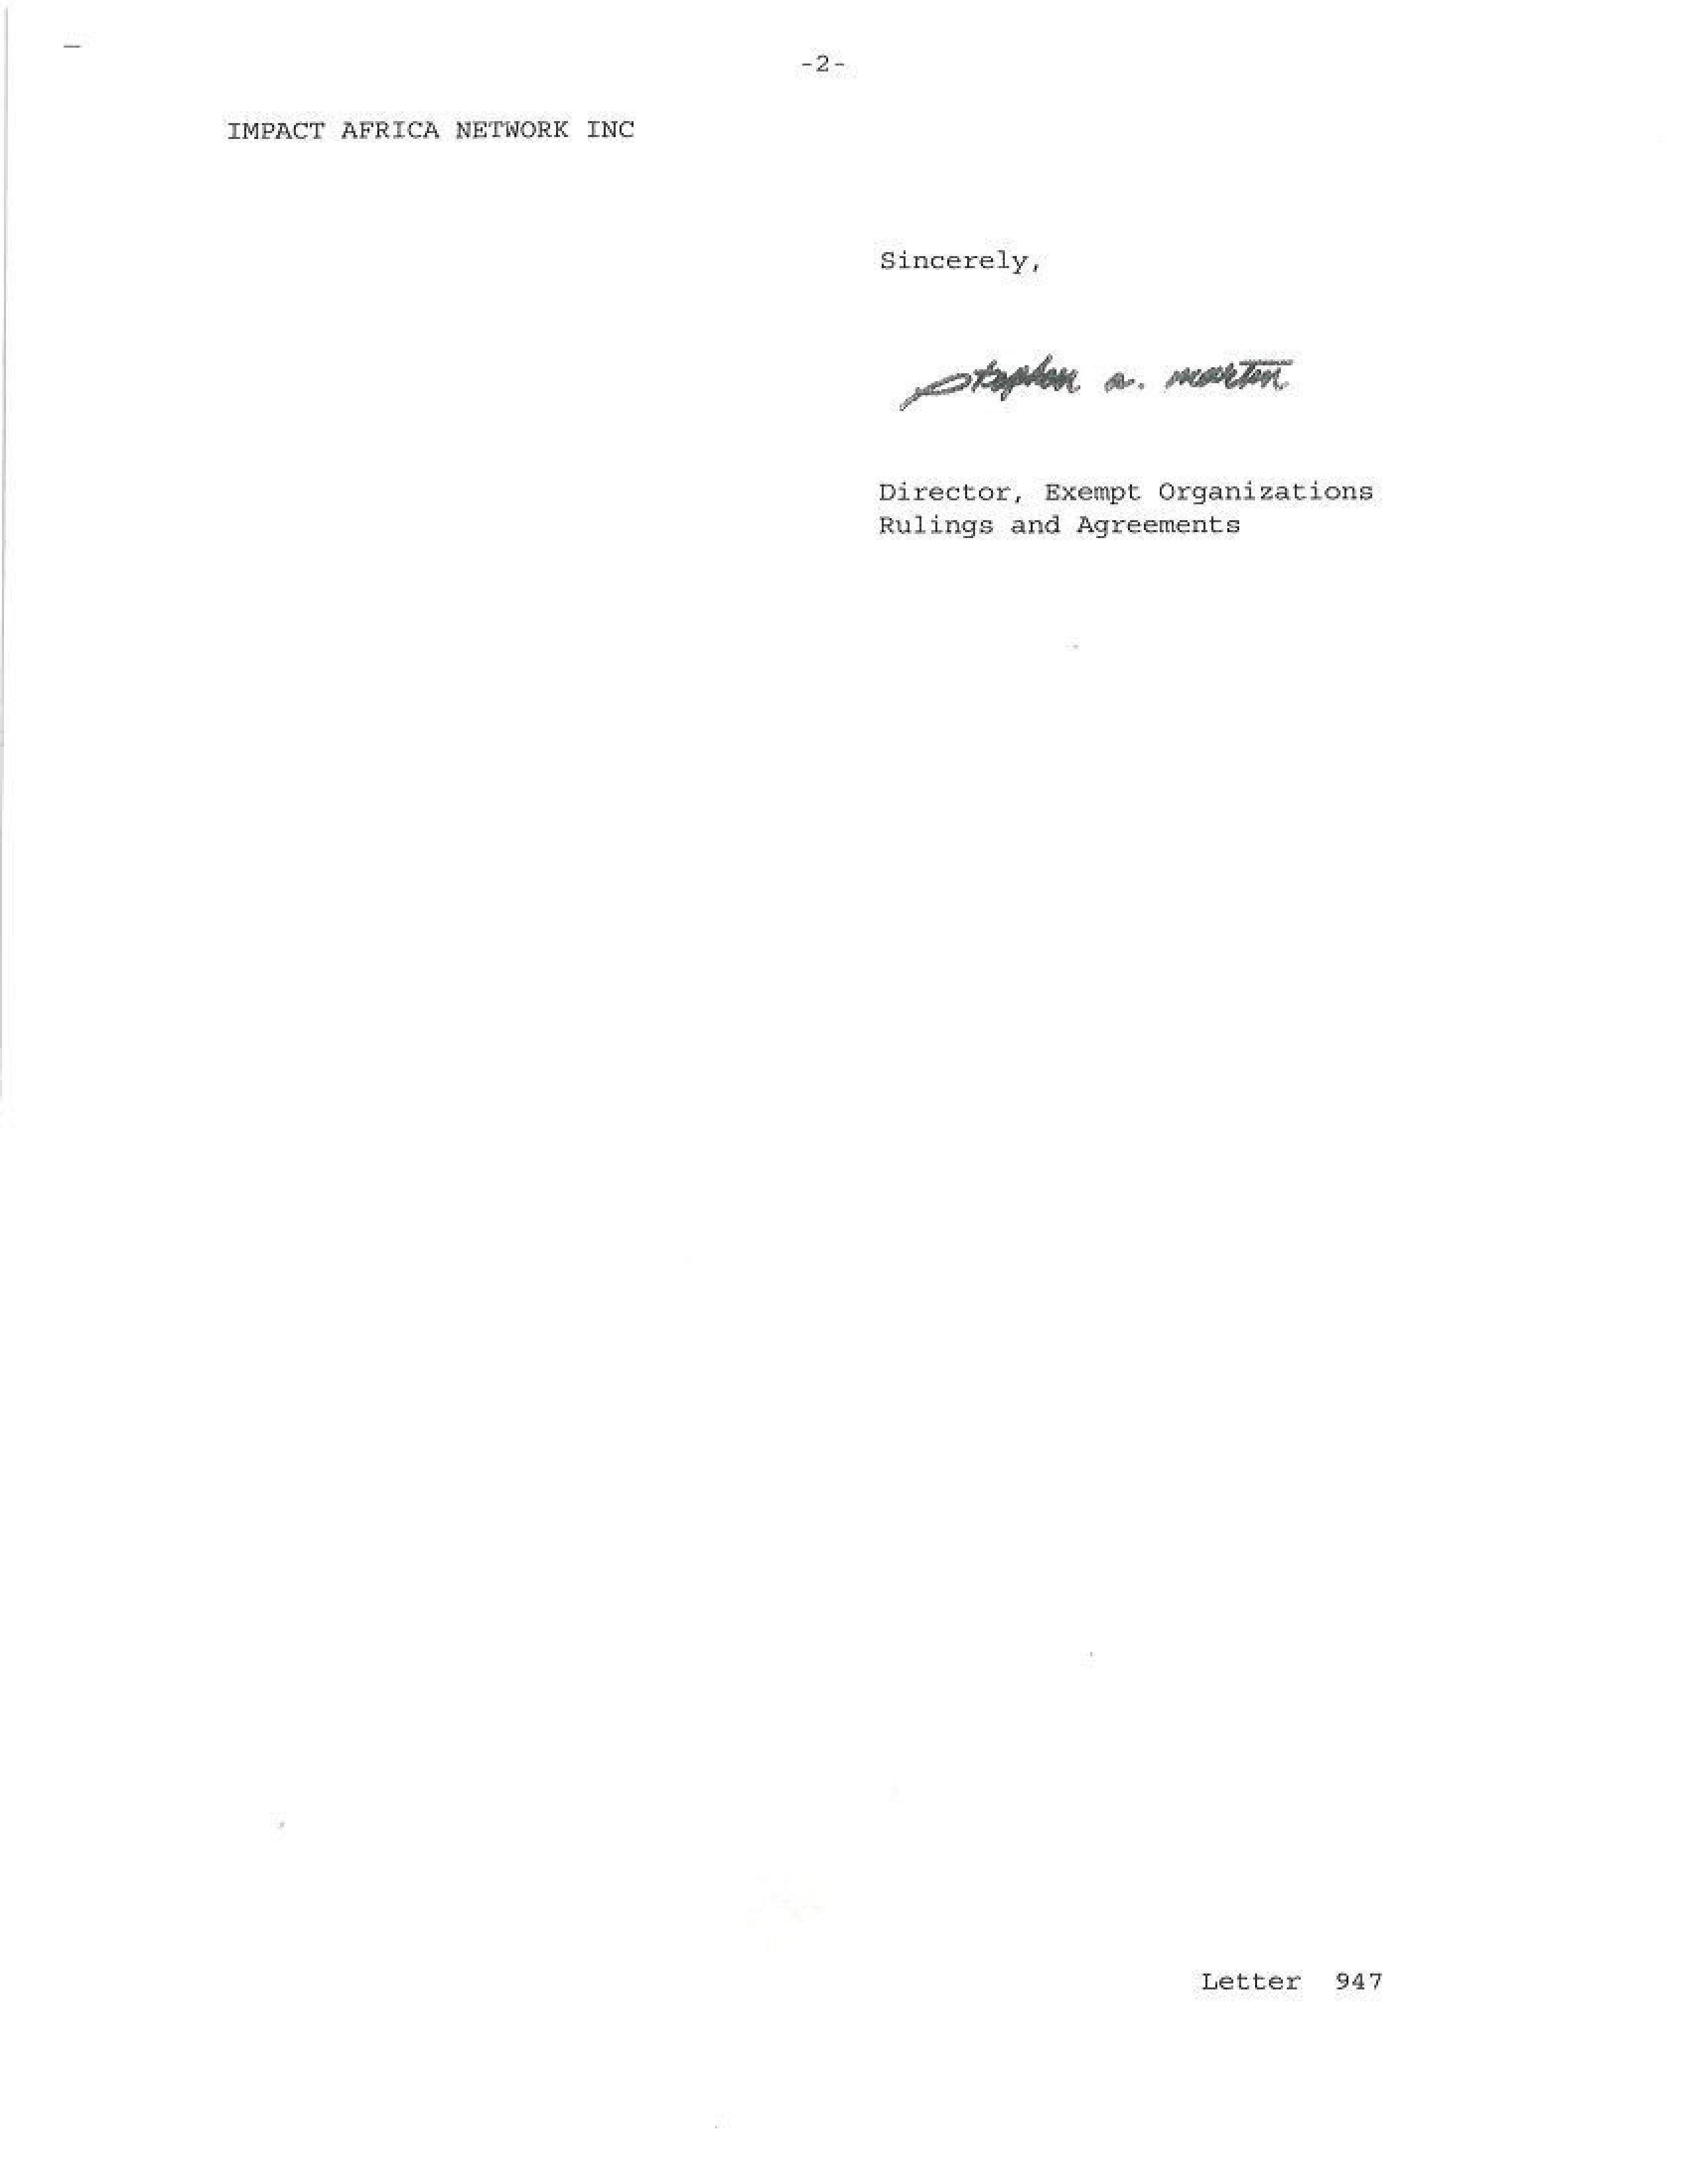 -2-
IMPACT AFRICA NETWORK INC
Sincerely,
stephen a. martin
Director, Exempt Organizations
Rulings and Agreements
Letter 947